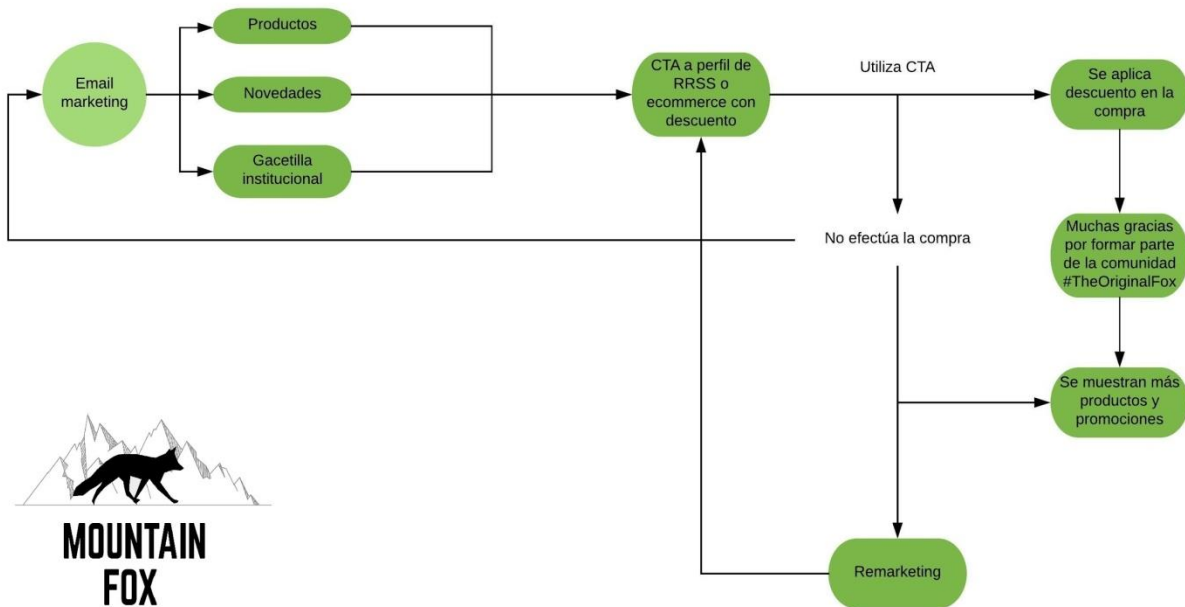 Productos
Email
marketing
Novedades
Gacetilla
institucional
CTA a perfil de
RRSS o
ecommerce con
descuento
Utiliza CTA
Se aplica
descuento en la
compra
No efectúa la compra
Muchas gracias
por formar parte
de la comunidad
#TheOriginalFox
Se muestran más
productos y
promociones
Remarketing
MOUNTAIN
FOX